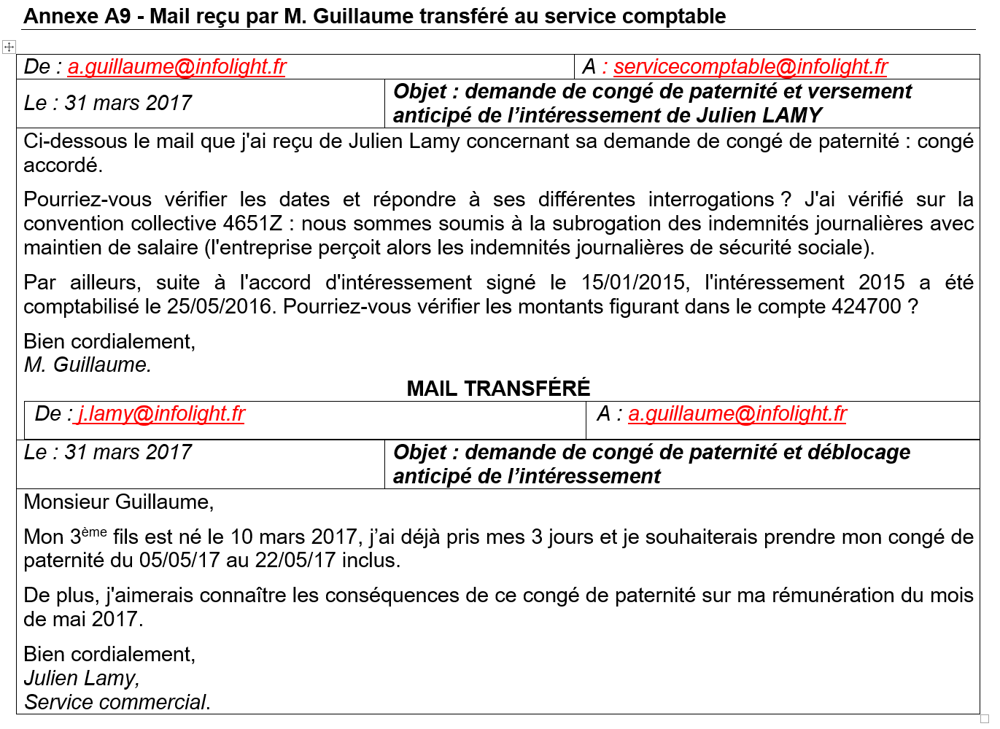 Annexe A9 - Mail reçu par M. Guillaume transféré au service comptable
De : a.guillaume@infolight.fr
A : servicecomptable@infolight.fr
Le : 31 mars 2017
Objet : demande de congé de paternité et versement
anticipé de l’intéressement de Julien LAMY
Ci-dessous le mail que j'ai reçu de Julien Lamy concernant sa demande de congé de paternité : congé
accordé.
Pourriez-vous vérifier les dates et répondre à ses différentes interrogations ? J'ai vérifié sur la
convention collective 4651Z : nous sommes soumis à la subrogation des indemnités journalières avec
maintien de salaire (l'entreprise perçoit alors les indemnités journalières de sécurité sociale).
Par ailleurs, suite à l'accord d'intéressement signé le 15/01/2015, l'intéressement 2015 a été
comptabilisé le 25/05/2016. Pourriez-vous vérifier les montants figurant dans le compte 424700 ?
Bien cordialement,
M. Guillaume.
MAIL TRANSFÉRÉ
De : j.lamy@infolight.fr
A : a.guillaume@infolight.fr
Le : 31 mars 2017
Objet : demande de congé de paternité et déblocage
anticipé de l’intéressement
Monsieur Guillaume,
Mon 3ème fils est né le 10 mars 2017, j’ai déjà pris mes 3 jours et je souhaiterais prendre mon congé de
paternité du 05/05/17 au 22/05/17 inclus.
De plus, j'aimerais connaître les conséquences de ce congé de paternité sur ma rémunération du mois
de mai 2017.
Bien cordialement,
Julien Lamy,
Service commercial.